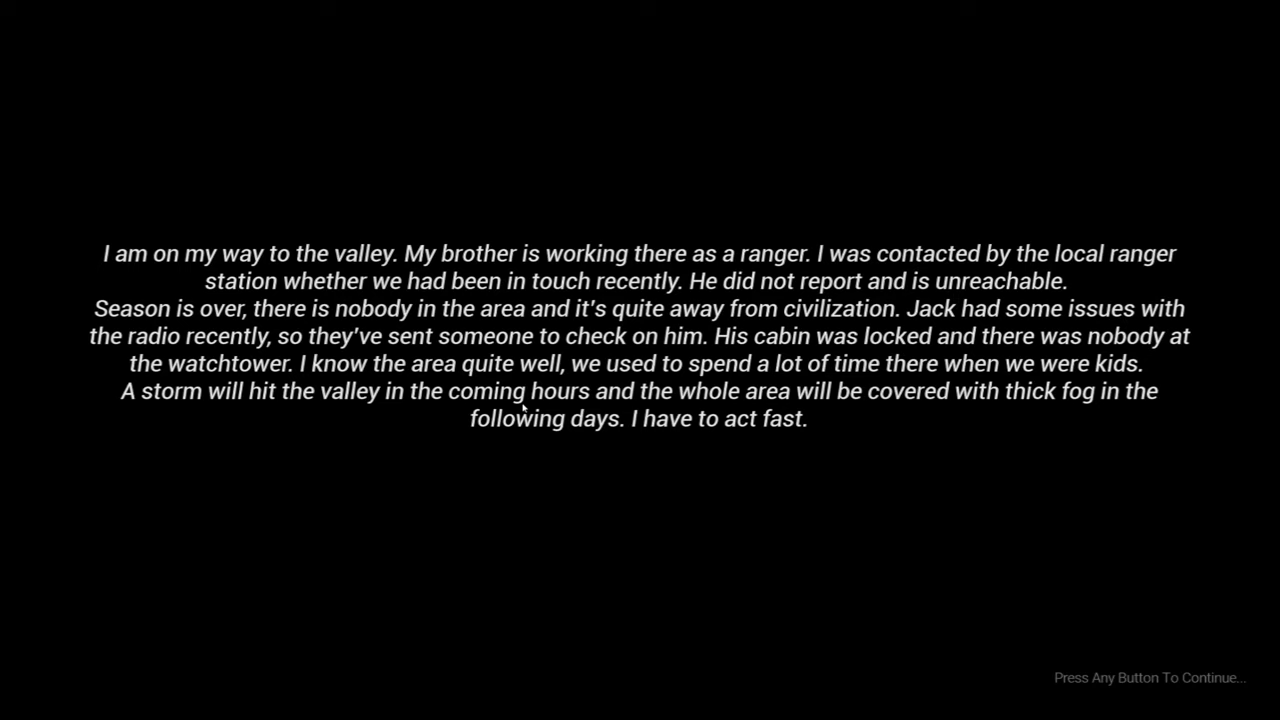 I am on my way to the valley. My brother is working there as a ranger. I was contacted by the local ranger
station whether we had been in touch recently. He did not report and is unreachable.
Season is over, there is nobody in the area and it's quite away from civilization. Jack had some issues with
the radio recently, so they've sent someone to check on him. His cabin was locked and there was nobody at
the watchtower. I know the area quite well, we used to spend a lot of time there when we were kids.
A storm will hit the valley in the coming hours and the whole area will be covered with thick fog in the
following days. I have to act fast.
Press Any Button To Continue...